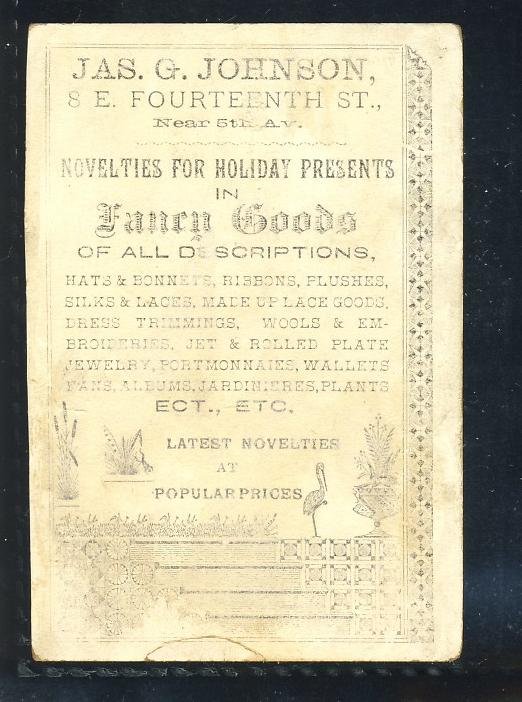 JAS. G. JOHNSON,
8 E. FOURTEENTH ST.,
Near 5th Av.
NOVELTIES FOR HOLIDAY PRESENTS
IN
Fancy Goods
OF ALL DESCRIPTIONS,
HATS & BONNETS, RIBBONS, PLUSHES,
SILKS & LACES, MADE UP LACE GOODS,
DRESS TRIMMINGS, WOOLS & EM-
BROIDERIES, JET & ROLLED PLATE
JEWELRY, PORTMONNAIES, WALLETS
FANS, ALBUMS, JARDINIERES, PLANTS
ECT., ETC.
LATEST NOVELTIES
AT
POPULAR PRICES